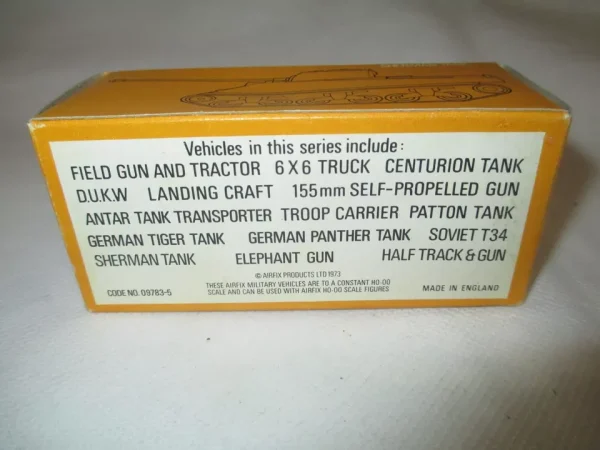 Vehicles in this series include:
FIELD GUN AND TRACTOR 6 X 6 TRUCK CENTURION TANK
D.U.K.W LANDING CRAFT 155mm SELF-PROPELLED GUN
ANTAR TANK TRANSPORTER TROOP CARRIER PATTON TANK
GERMAN TIGER TANK GERMAN PANTHER TANK SOVIET T34
SHERMAN TANK ELEPHANT GUN HALF TRACK & GUN
© AIRFIX PRODUCTS LTD 1973
CODE NO. 09783-5 THESE AIRFIX MILITARY VEHICLES ARE TO A CONSTANT HO-OO MADE IN ENGLAND
SCALE AND CAN BE USED WITH AIRFIX HO-OO SCALE FIGURES